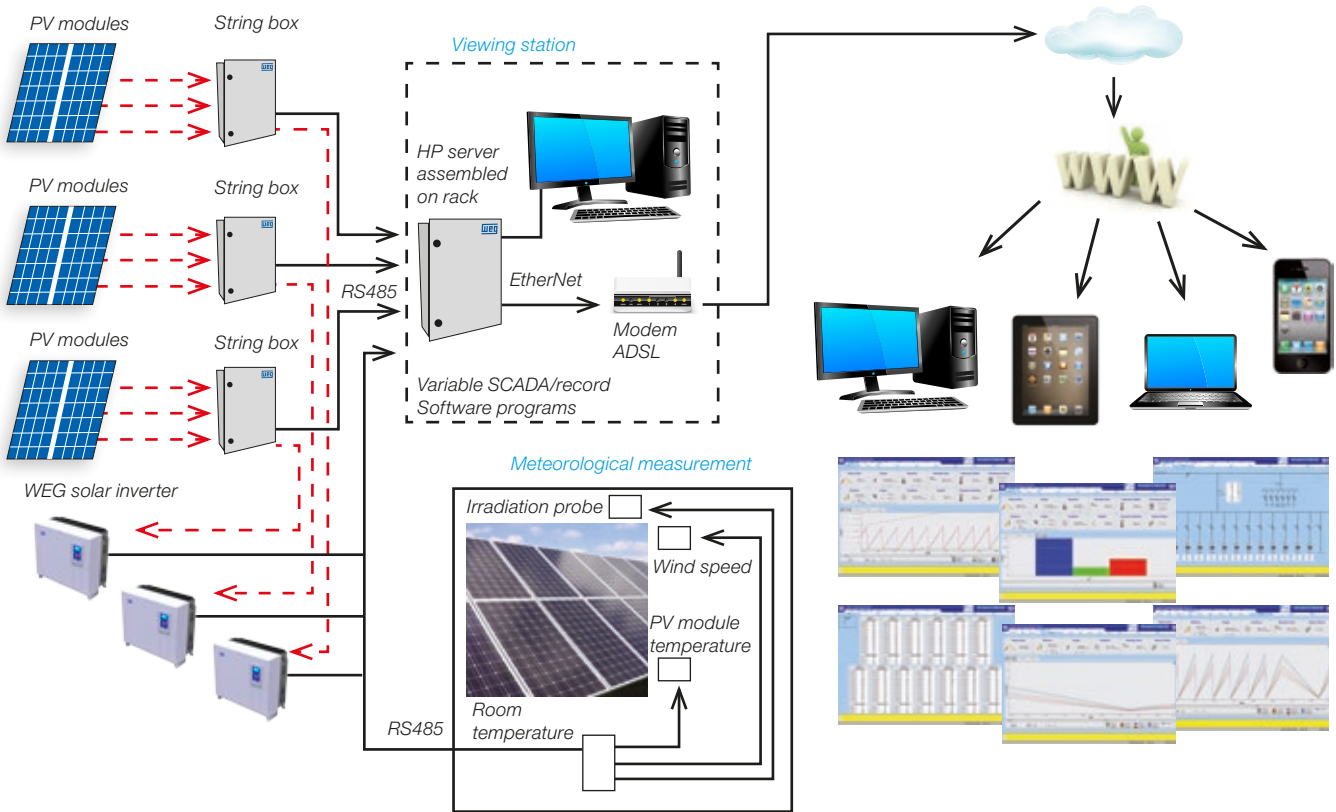 PV modules
String box
Viewing station
weg
HP server
assembled
on rack
WWW
PV modules
String box
weg
weg
EtherNet
RS485
PV modules
String box
Modem
ADSL
weg
Variable SCADA/record
Software programs
WEG solar inverter
Meteorological measurement
Irradiation probe
Wind speed
PV module
temperature
Room
temperature
RS485